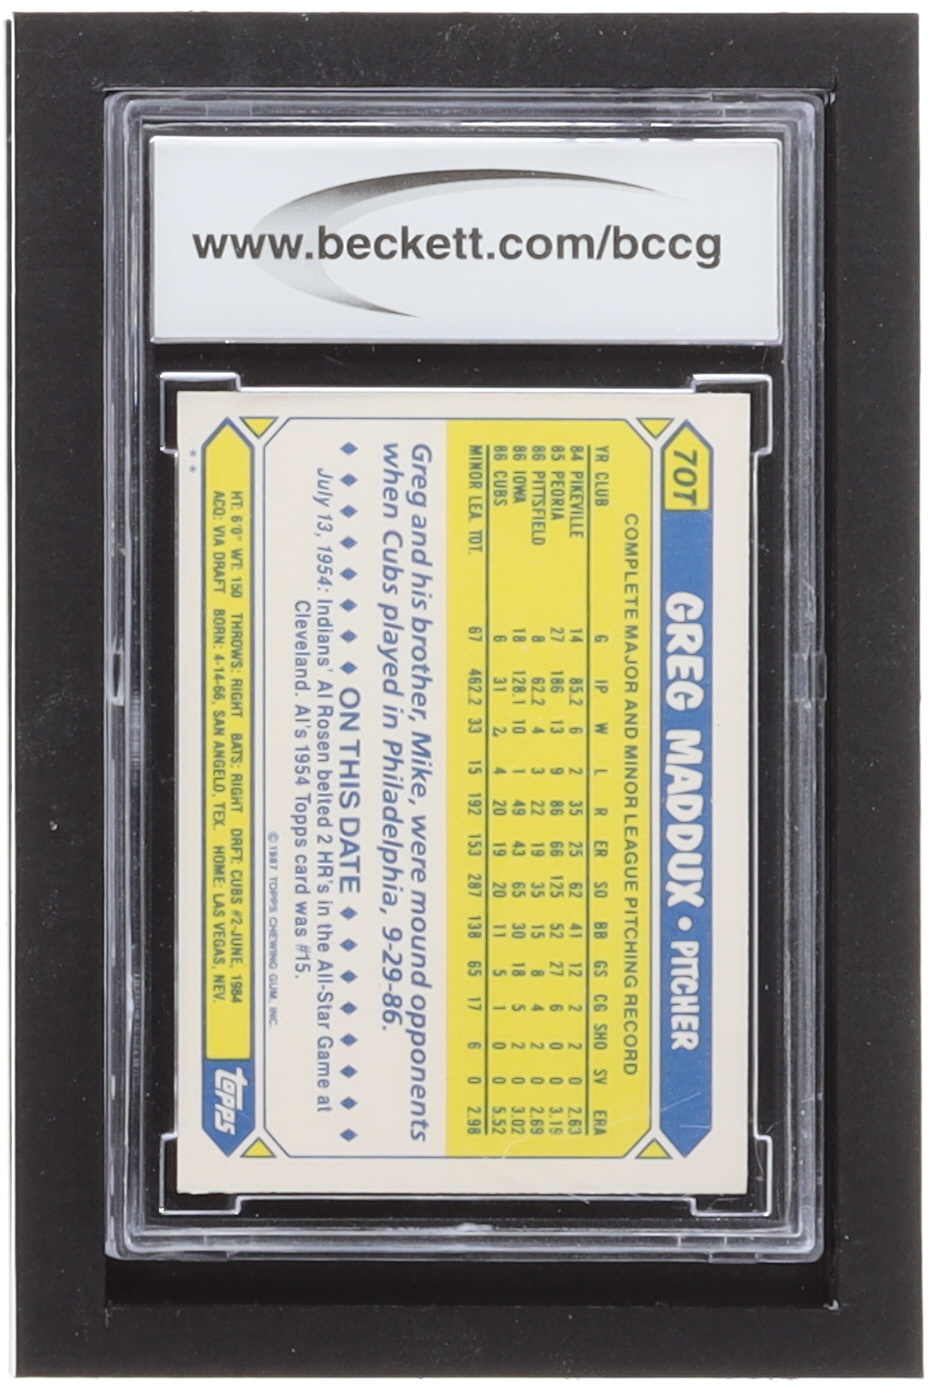 www.beckett.com/bccg
70T
GREG MADDUX • PITCHER
COMPLETE MAJOR AND MINOR LEAGUE PITCHING RECORD
YR CLUB G IP W L R ER SO BB GS CG SHO SV ERA
84 PIKEVILLE 14 85.2 6 2 35 25 62 41 12 2 2 0 2.63
85 PEORIA 27 186 13 9 86 66 125 52 27 6 0 0 3.19
86 PITTSFIELD 8 62.2 4 3 22 19 35 15 8 4 2 0 2.69
86 IOWA 18 128.1 10 1 49 43 65 30 18 5 2 0 3.02
86 CUBS 6 31 2 4 20 19 20 11 5 1 0 0 5.52
MINOR LEA. TOT. 67 462.2 33 15 192 153 287 138 65 17 6 0 2.98
Greg and his brother, Mike, were mound opponents
when Cubs played in Philadelphia, 9-29-86.
ON THIS DATE
July 13, 1954: Indians' Al Rosen belted 2 HR's in the All-Star Game at
Cleveland. Al's 1954 Topps card was #15.
©1987 TOPPS CHEWING GUM, INC.
HT: 6'0" WT: 150 THROWS: RIGHT BATS: RIGHT DRFT: CUBS #2-JUNE, 1984
ACQ: VIA DRAFT BORN: 4-14-66, SAN ANGELO, TEX. HOME: LAS VEGAS, NEV.
topps
**